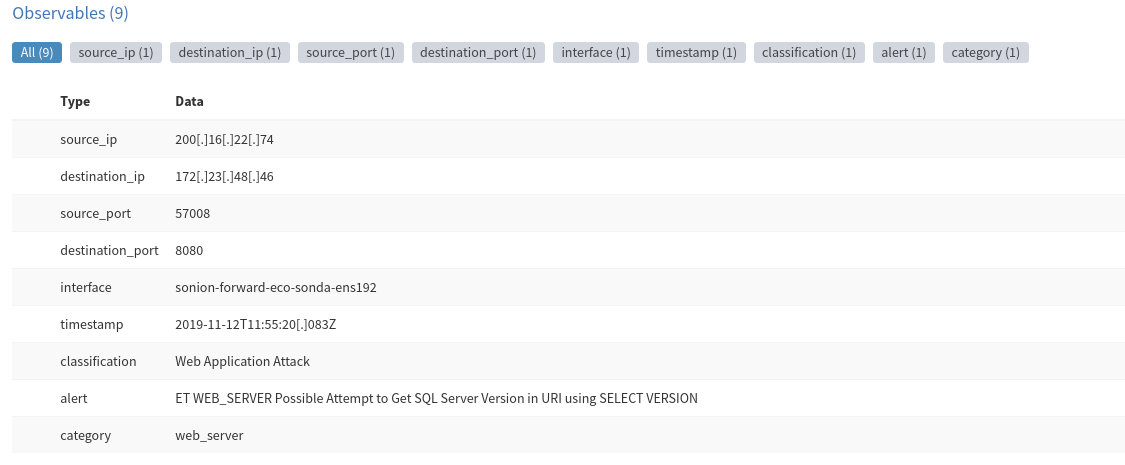 Observables (9)
All (9) source_ip (1) destination_ip (1) source_port (1) destination_port (1) interface (1) timestamp (1) classification (1) alert (1) category (1)
Type Data
source_ip 200[.]16[.]22[.]74
destination_ip 172[.]23[.]48[.]46
source_port 57008
destination_port 8080
interface sonion-forward-eco-sonda-ens192
timestamp 2019-11-12T11:55:20[.]083Z
classification Web Application Attack
alert ET WEB_SERVER Possible Attempt to Get SQL Server Version in URI using SELECT VERSION
category web_server